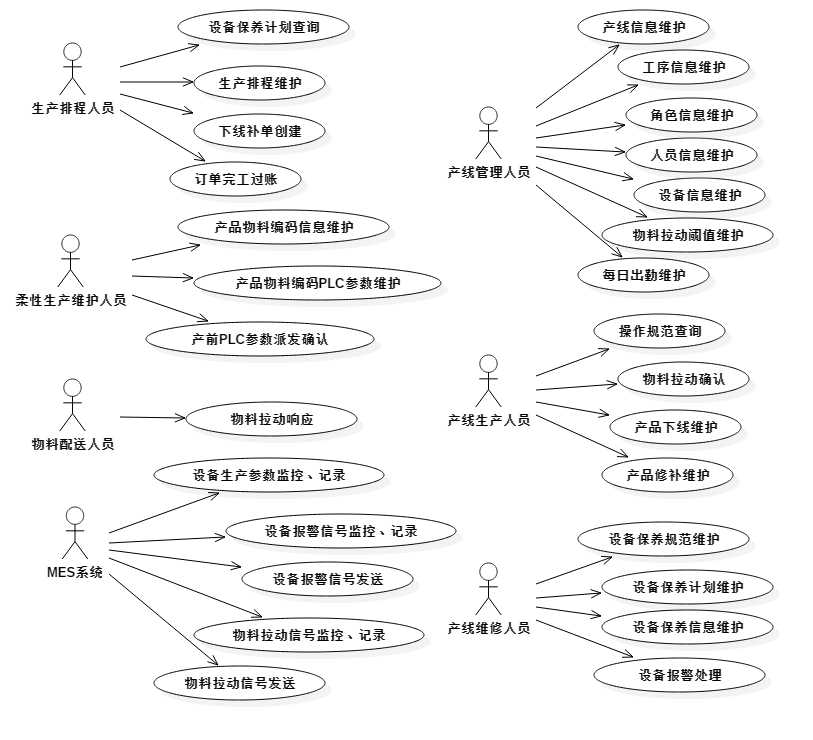 设备保养计划查询
生产排程维护
下线补单创建
订单完工过账
生产排程人员
产品物料编码信息维护
产品物料编码PLC参数维护
产前PLC参数派发确认
柔性生产维护人员
物料拉动响应
物料配送人员
设备生产参数监控、记录
设备报警信号监控、记录
设备报警信号发送
物料拉动信号监控、记录
物料拉动信号发送
MES系统
产线信息维护
工序信息维护
角色信息维护
人员信息维护
设备信息维护
物料拉动阈值维护
每日出勤维护
产线管理人员
操作规范查询
物料拉动确认
产品下线维护
产品修补维护
产线生产人员
设备保养规范维护
设备保养计划维护
设备保养信息维护
设备报警处理
产线维修人员